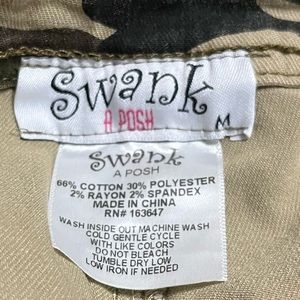 Swank
A POSH
M
Swank
A POSH
66% COTTON 30% POLYESTER
2% RAYON 2% SPANDEX
MADE IN CHINA
RN# 163647
WASH INSIDE OUT MACHINE WASH
COLD GENTLE CYCLE
WITH LIKE COLORS
DO NOT BLEACH
TUMBLE DRY LOW
LOW IRON IF NEEDED